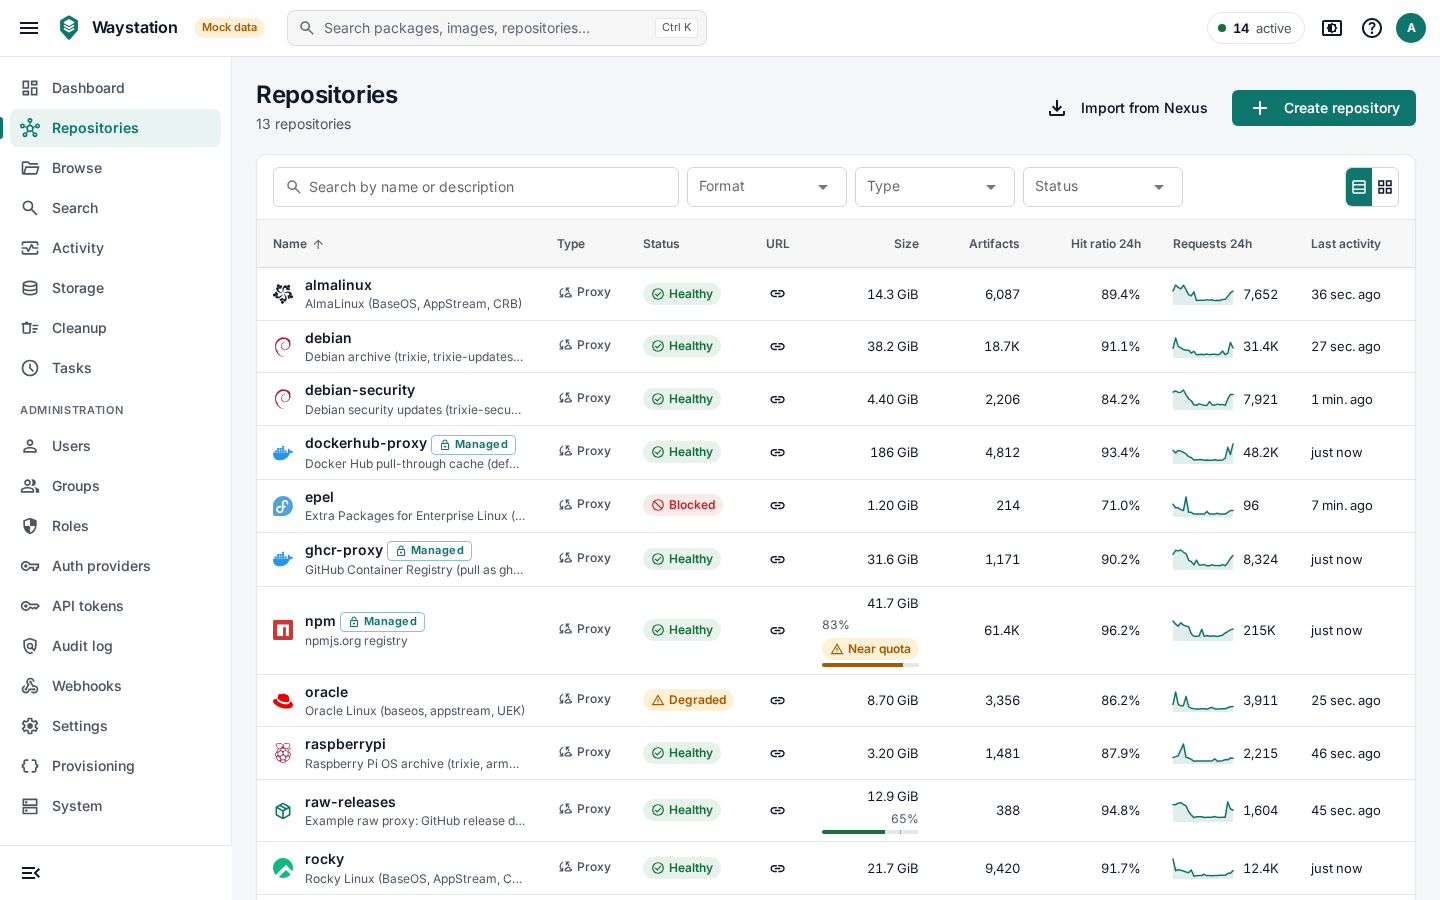 Waystation
Mock data
Search packages, images, repositories...
Ctrl K
14 active
A
Dashboard
Repositories
Browse
Search
Activity
Storage
Cleanup
Tasks
ADMINISTRATION
Users
Groups
Roles
Auth providers
API tokens
Audit log
Webhooks
Settings
Provisioning
System
Repositories
13 repositories
Import from Nexus
Create repository
Search by name or description
Format
Type
Status
Name Type Status URL Size Artifacts Hit ratio 24h Requests 24h Last activity
almalinux
AlmaLinux (BaseOS, AppStream, CRB)
Proxy Healthy 14.3 GiB 6,087 89.4% 7,652 36 sec. ago
debian
Debian archive (trixie, trixie-updates...
Proxy Healthy 38.2 GiB 18.7K 91.1% 31.4K 27 sec. ago
debian-security
Debian security updates (trixie-secu...
Proxy Healthy 4.40 GiB 2,206 84.2% 7,921 1 min. ago
dockerhub-proxy Managed
Docker Hub pull-through cache (def...
Proxy Healthy 186 GiB 4,812 93.4% 48.2K just now
epel
Extra Packages for Enterprise Linux (...
Proxy Blocked 1.20 GiB 214 71.0% 96 7 min. ago
ghcr-proxy Managed
GitHub Container Registry (pull as gh...
Proxy Healthy 31.6 GiB 1,171 90.2% 8,324 just now
npm Managed
npmjs.org registry
Proxy Healthy 41.7 GiB 61.4K 96.2% 215K just now
83%
Near quota
oracle
Oracle Linux (baseos, appstream, UEK)
Proxy Degraded 8.70 GiB 3,356 86.2% 3,911 25 sec. ago
raspberrypi
Raspberry Pi OS archive (trixie, arm...
Proxy Healthy 3.20 GiB 1,481 87.9% 2,215 46 sec. ago
raw-releases
Example raw proxy: GitHub release d...
Proxy Healthy 12.9 GiB 388 94.8% 1,604 45 sec. ago
65%
rocky
Rocky Linux (BaseOS, AppStream, C...
Proxy Healthy 21.7 GiB 9,420 91.7% 12.4K just now